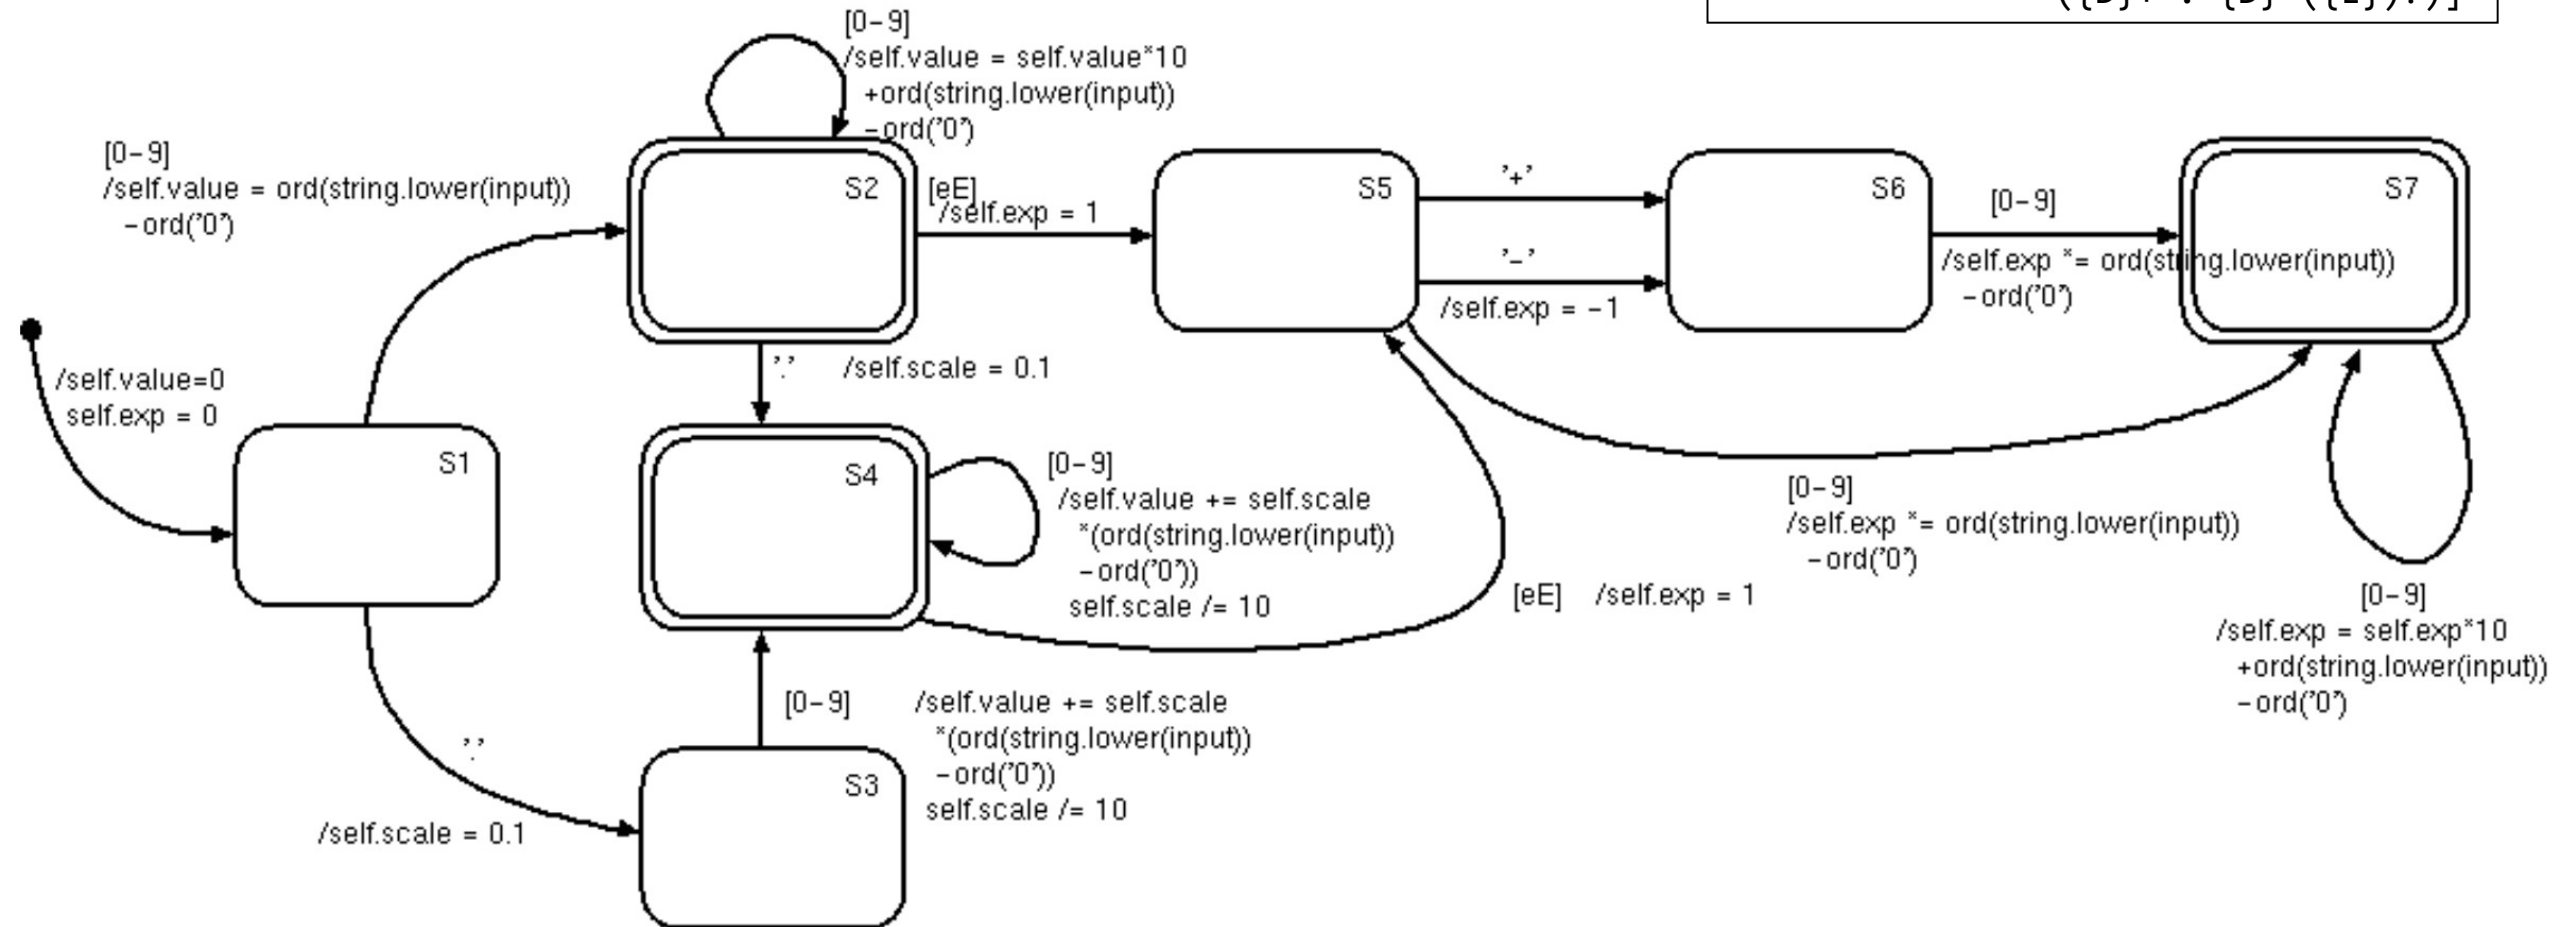 [0-9]
/self.value = self.value*10
+ord(string.lower(input))
-ord('0')
[0-9]
/self.value = ord(string.lower(input))
-ord('0')
S2
[eE]
/self.exp = 1
S5
'+'
'-'
/self.exp = -1
S6
[0-9]
/self.exp *= ord(string.lower(input))
-ord('0')
S7
/self.value=0
self.exp = 0
'.' /self.scale = 0.1
S1
S4
[0-9]
/self.value += self.scale
*(ord(string.lower(input))
-ord('0'))
self.scale /= 10
[0-9]
/self.exp *= ord(string.lower(input))
-ord('0')
[eE] /self.exp = 1
[0-9]
/self.exp = self.exp*10
+ord(string.lower(input))
-ord('0')
[0-9] /self.value += self.scale
*(ord(string.lower(input))
-ord('0'))
self.scale /= 10
'.'
/self.scale = 0.1
S3